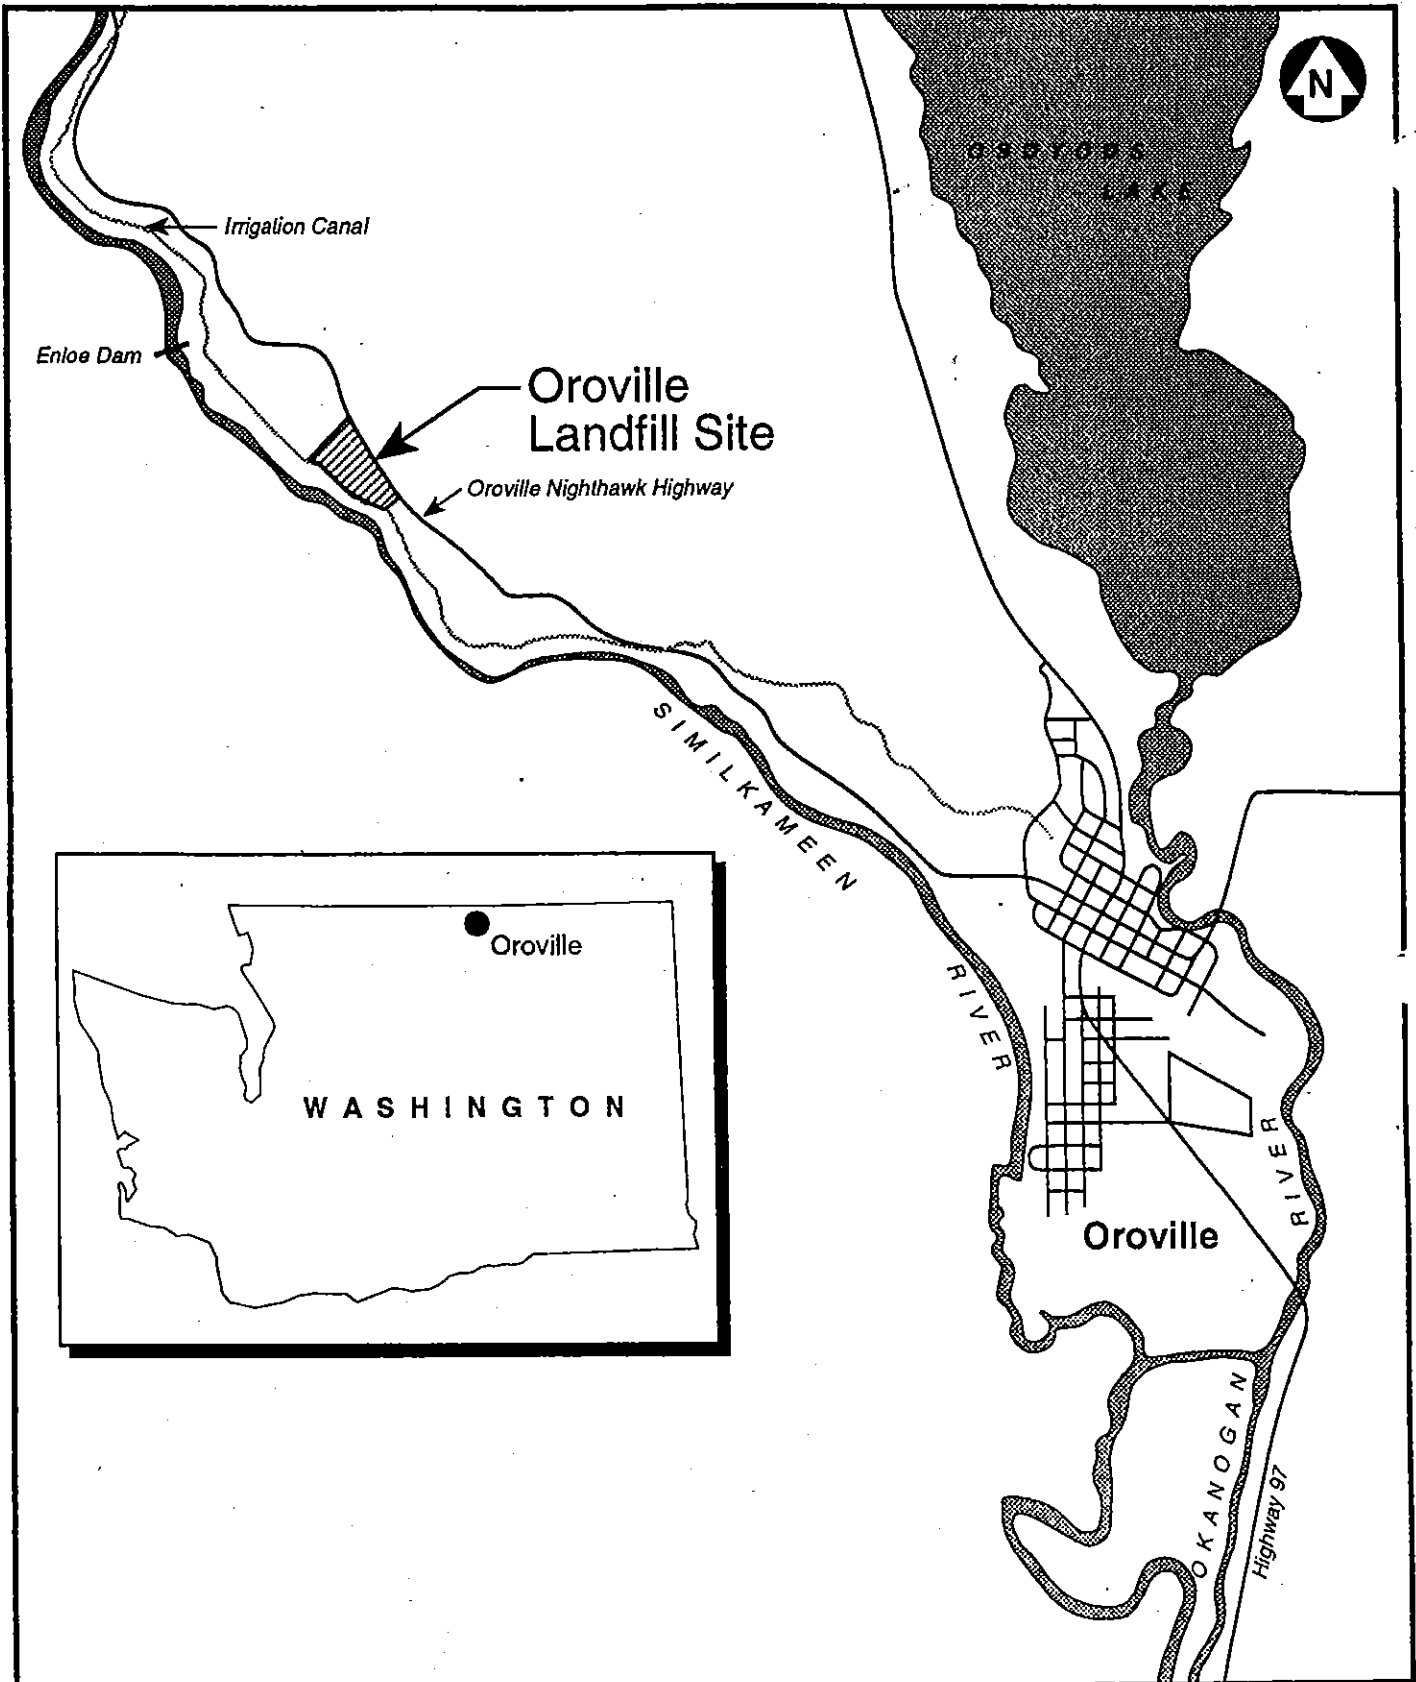 N
OSOYOOS
LAKE
Irrigation Canal
Enloe Dam
Oroville
Landfill Site
Oroville Nighthawk Highway
SIMILKAMEEN
RIVER
Oroville
WASHINGTON
RIVER
Oroville
OKANOGAN
Highway 97